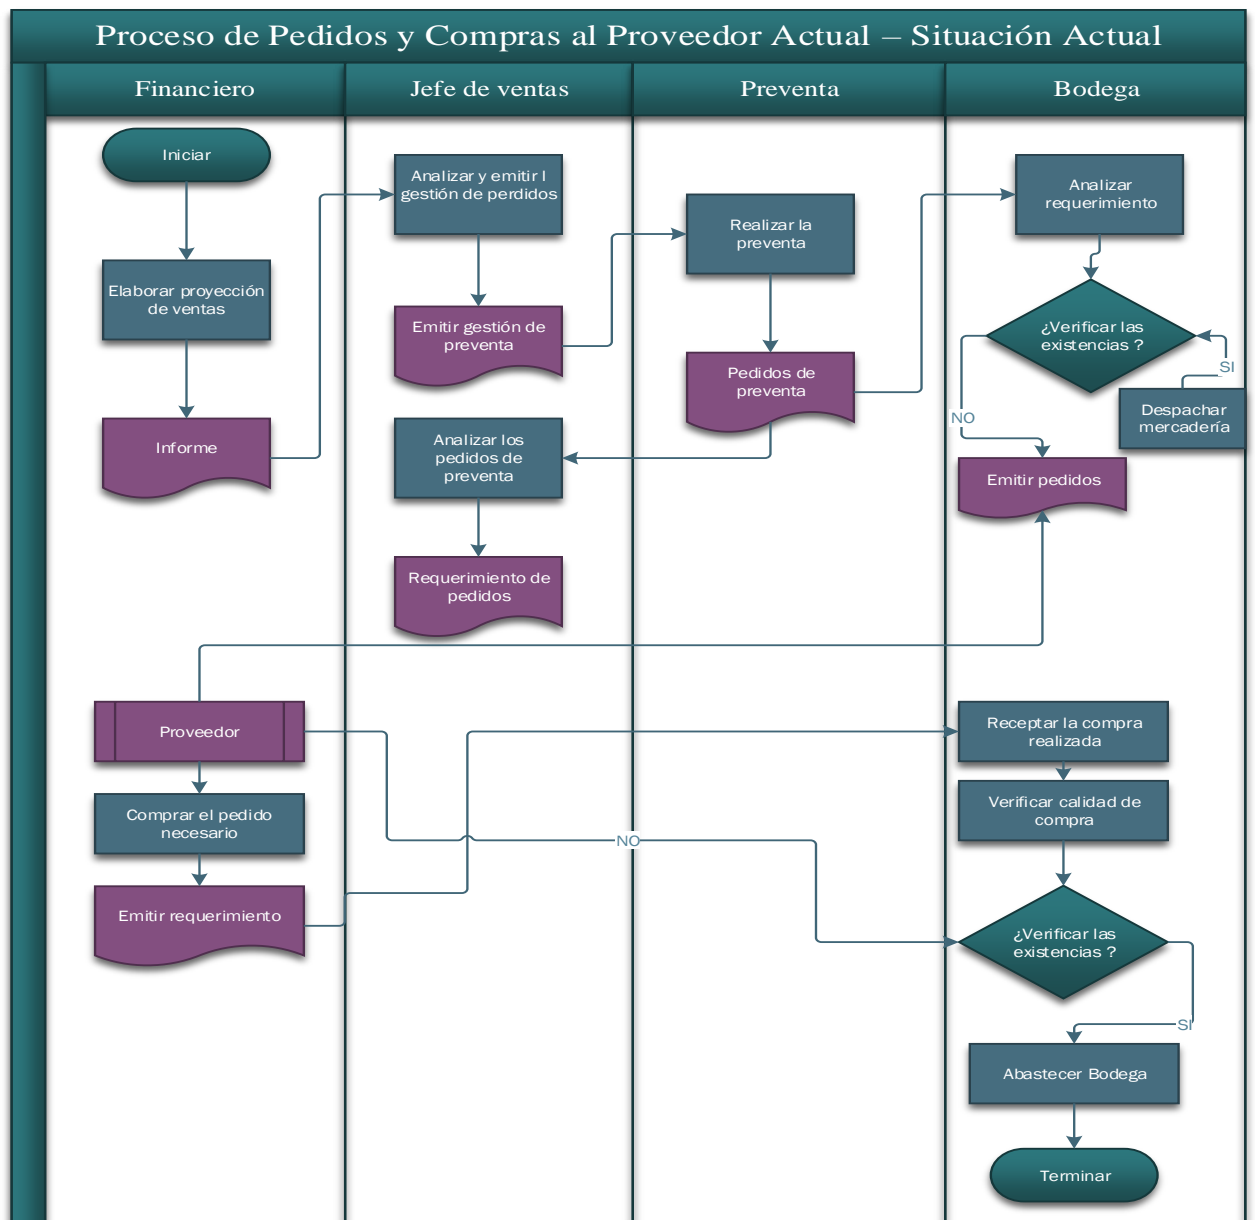 Proceso de Pedidos y Compras al Proveedor Actual – Situación Actual
Financiero
Jefe de ventas
Preventa
Bodega
Iniciar
Elaborar proyección
de ventas
Informe
Analizar y emitir l
gestión de perdidos
Emitir gestión de
preventa
Analizar los
pedidos de
preventa
Requerimiento de
pedidos
Realizar la
preventa
Pedidos de
preventa
Analizar
requerimiento
¿Verificar las
existencias ?
SI
NO
Despachar
mercadería
Emitir pedidos
Proveedor
Comprar el pedido
necesario
Emitir requerimiento
NO
Receptar la compra
realizada
Verificar calidad de
compra
¿Verificar las
existencias ?
SI
Abastecer Bodega
Terminar